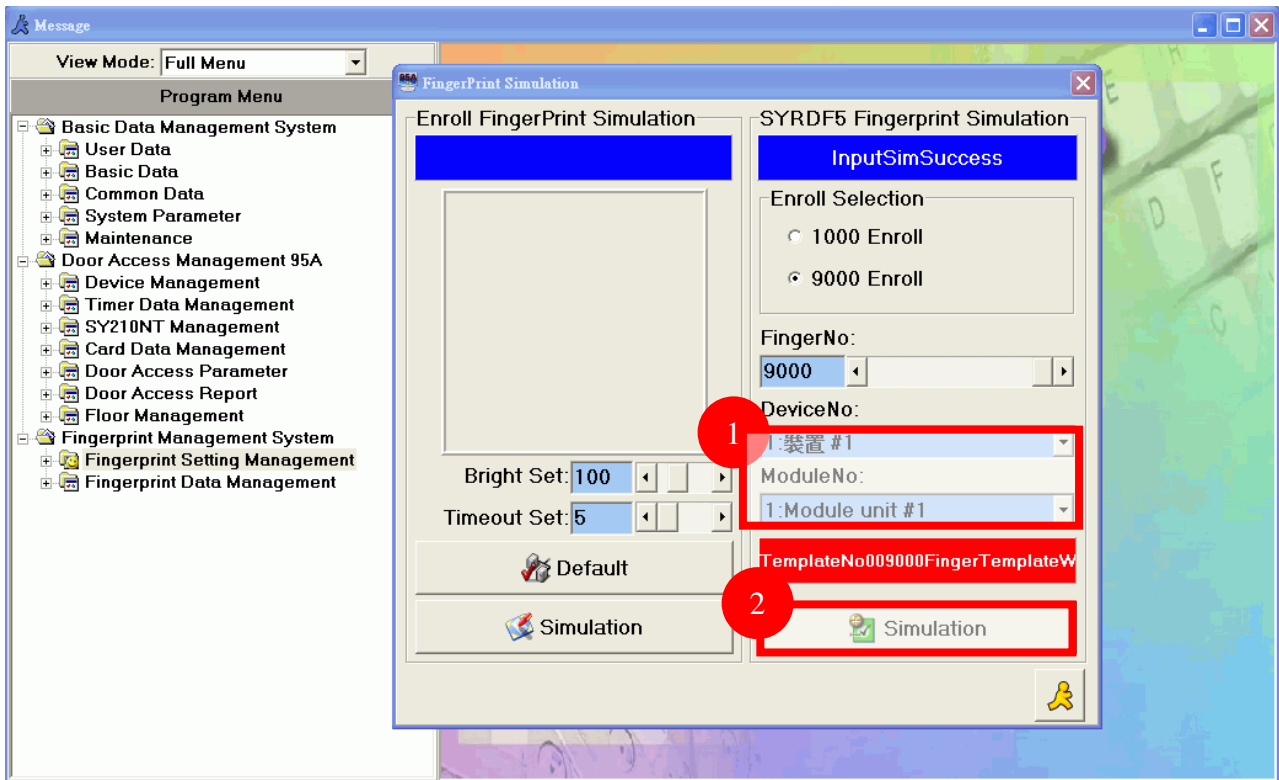 Message
View Mode: Full Menu
Program Menu
Basic Data Management System
User Data
Basic Data
Common Data
System Parameter
Maintenance
Door Access Management 95A
Device Management
Timer Data Management
SY210NT Management
Card Data Management
Door Access Parameter
Door Access Report
Floor Management
Fingerprint Management System
Fingerprint Setting Management
Fingerprint Data Management
95A FingerPrint Simulation
Enroll FingerPrint Simulation
Bright Set: 100
Timeout Set: 5
Default
Simulation
SYRDF5 Fingerprint Simulation
InputSimSuccess
Enroll Selection
1000 Enroll
9000 Enroll
FingerNo:
9000
DeviceNo:
1
1:裝置 #1
ModuleNo:
1:Module unit #1
TemplateNo009000FingerTemplateW
2
Simulation